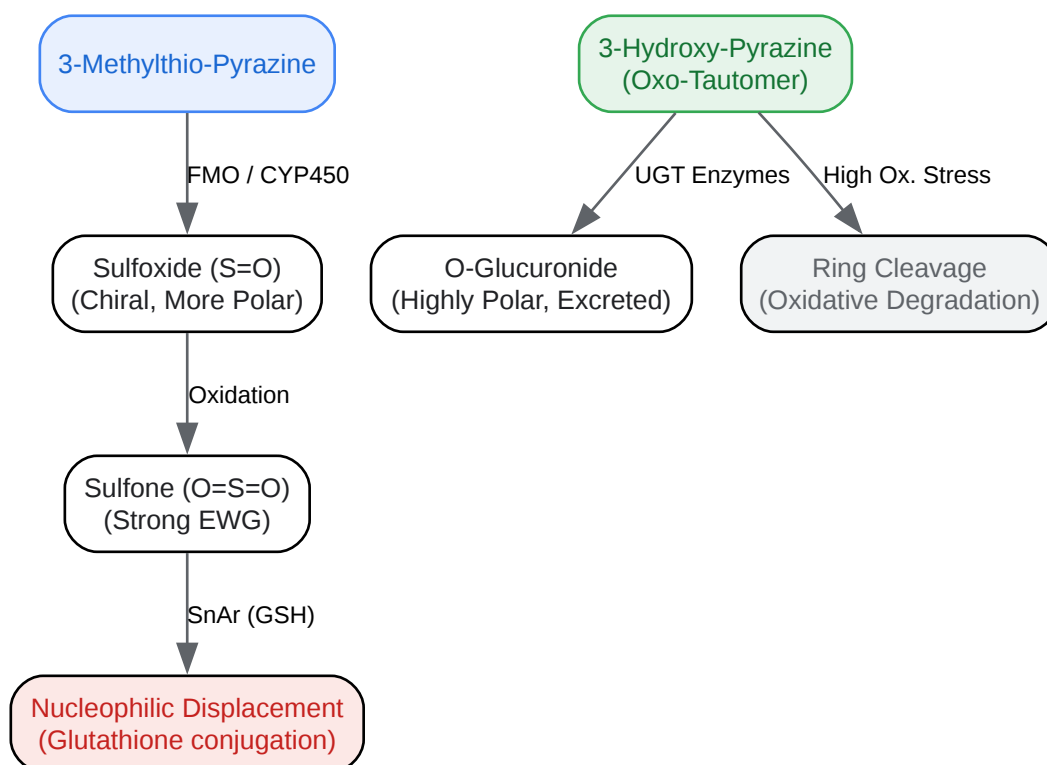 3-Methylthio-Pyrazine
3-Hydroxy-Pyrazine
(Oxo-Tautomer)
FMO / CYP450
UGT Enzymes
High Ox. Stress
Sulfoxide (S=O)
(Chiral, More Polar)
O-Glucuronide
(Highly Polar, Excreted)
Ring Cleavage
(Oxidative Degradation)
Oxidation
Sulfone (O=S=O)
(Strong EWG)
SnAr (GSH)
Nucleophilic Displacement
(Glutathione conjugation)